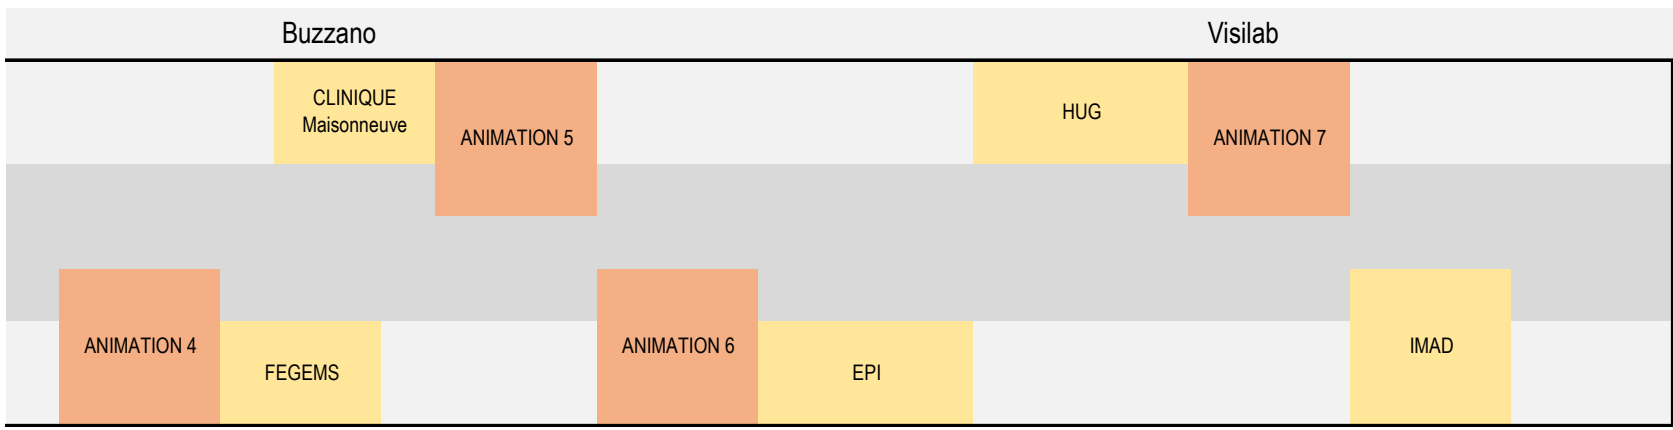 Buzzano
Visilab
CLINIQUE
Maisonneuve
ANIMATION 5
HUG
ANIMATION 7
ANIMATION 4
FEGEMS
ANIMATION 6
EPI
IMAD